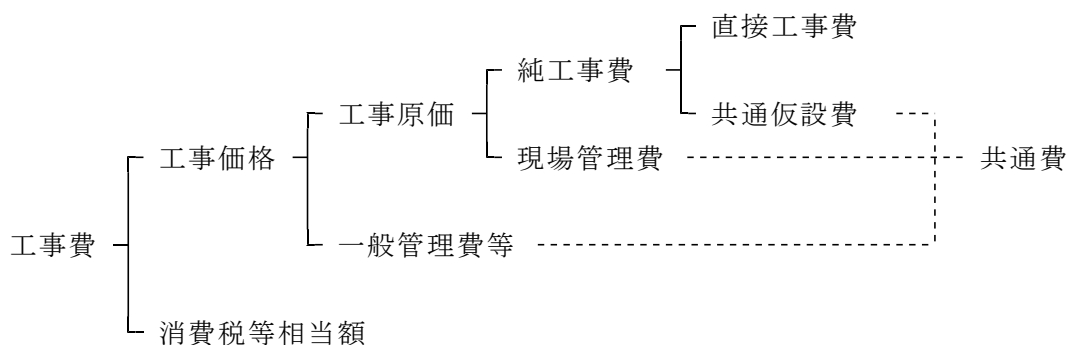 直接工事費
純工事費
工事原価
共通仮設費
工事価格
現場管理費
共通費
工事費
一般管理費等
消費税等相当額